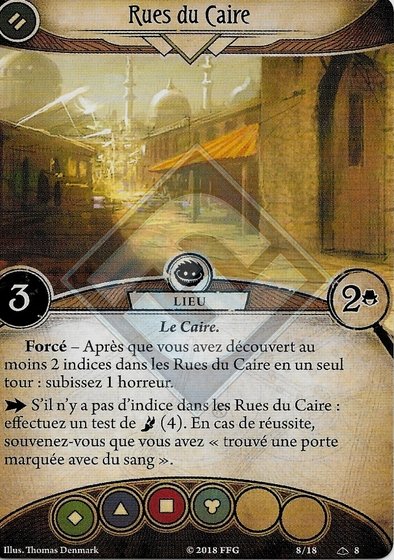 Rues du Caire
3
LIEU
2
Le Caire.
Forcé – Après que vous avez découvert au
moins 2 indices dans les Rues du Caire en un seul
tour : subissez 1 horreur.
S'il n'y a pas d'indice dans les Rues du Caire :
effectuez un test de (4). En cas de réussite,
souvenez-vous que vous avez « trouvé une porte
marquée avec du sang ».
Illus. Thomas Denmark © 2018 FFG 8/18 8